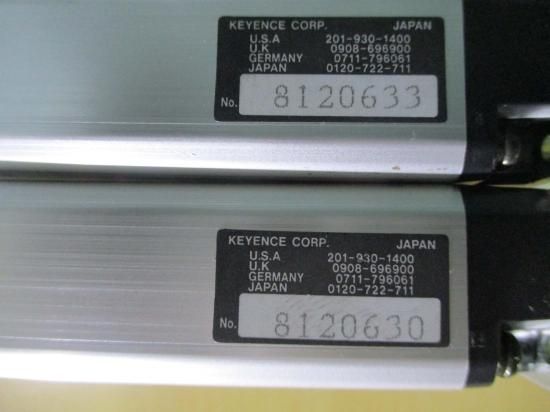 KEYENCE CORP. JAPAN
U.S.A 201-930-1400
U.K 0908-696900
GERMANY 0711-796061
JAPAN 0120-722-711
No. 8120633
KEYENCE CORP. JAPAN
U.S.A 201-930-1400
U.K 0908-696900
GERMANY 0711-796061
JAPAN 0120-722-711
No. 8120630